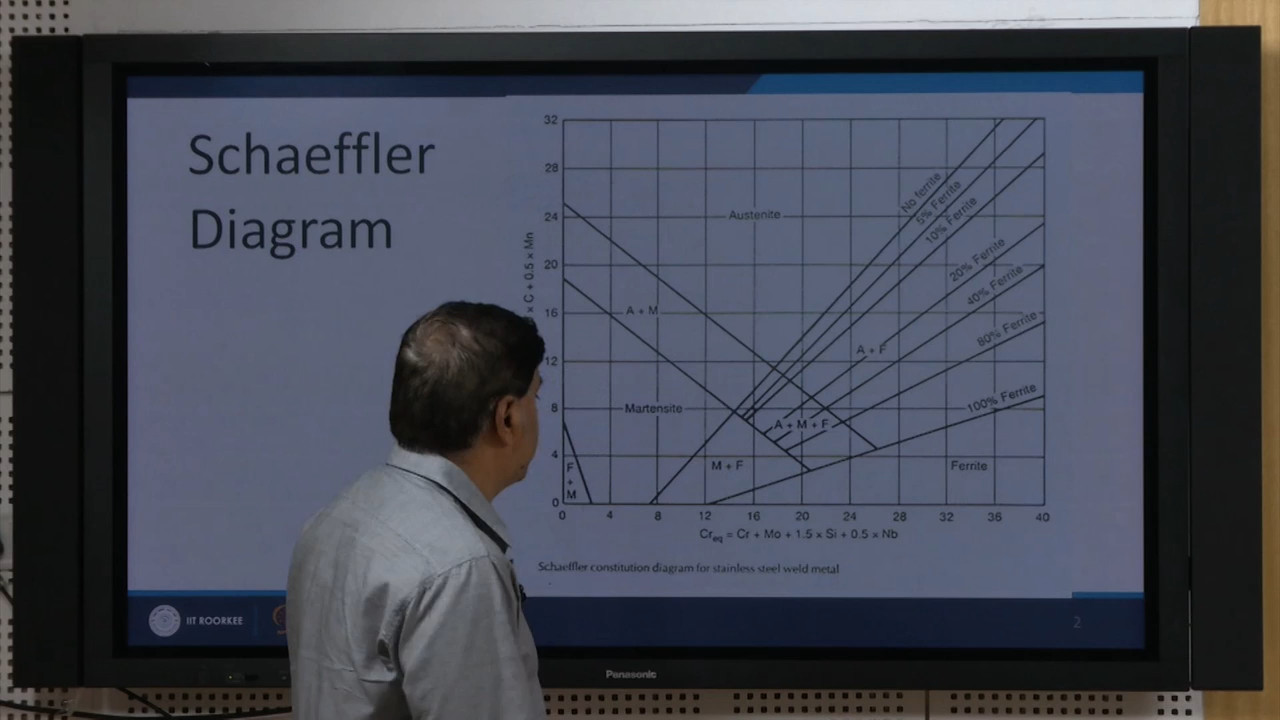 Schaeffler
Diagram
32
28
24
20
16
12
8
4
0
× C + 0.5 × Mn
No ferrite
5% Ferrite
10% Ferrite
20% Ferrite
40% Ferrite
80% Ferrite
100% Ferrite
Austenite
A + M
A + F
Martensite
A + M + F
M + F
Ferrite
F
+
M
0 4 8 12 16 20 24 28 32 36 40
Creq = Cr + Mo + 1.5 × Si + 0.5 × Nb
Schaeffler constitution diagram for stainless steel weld metal
IIT ROORKEE
2
Panasonic